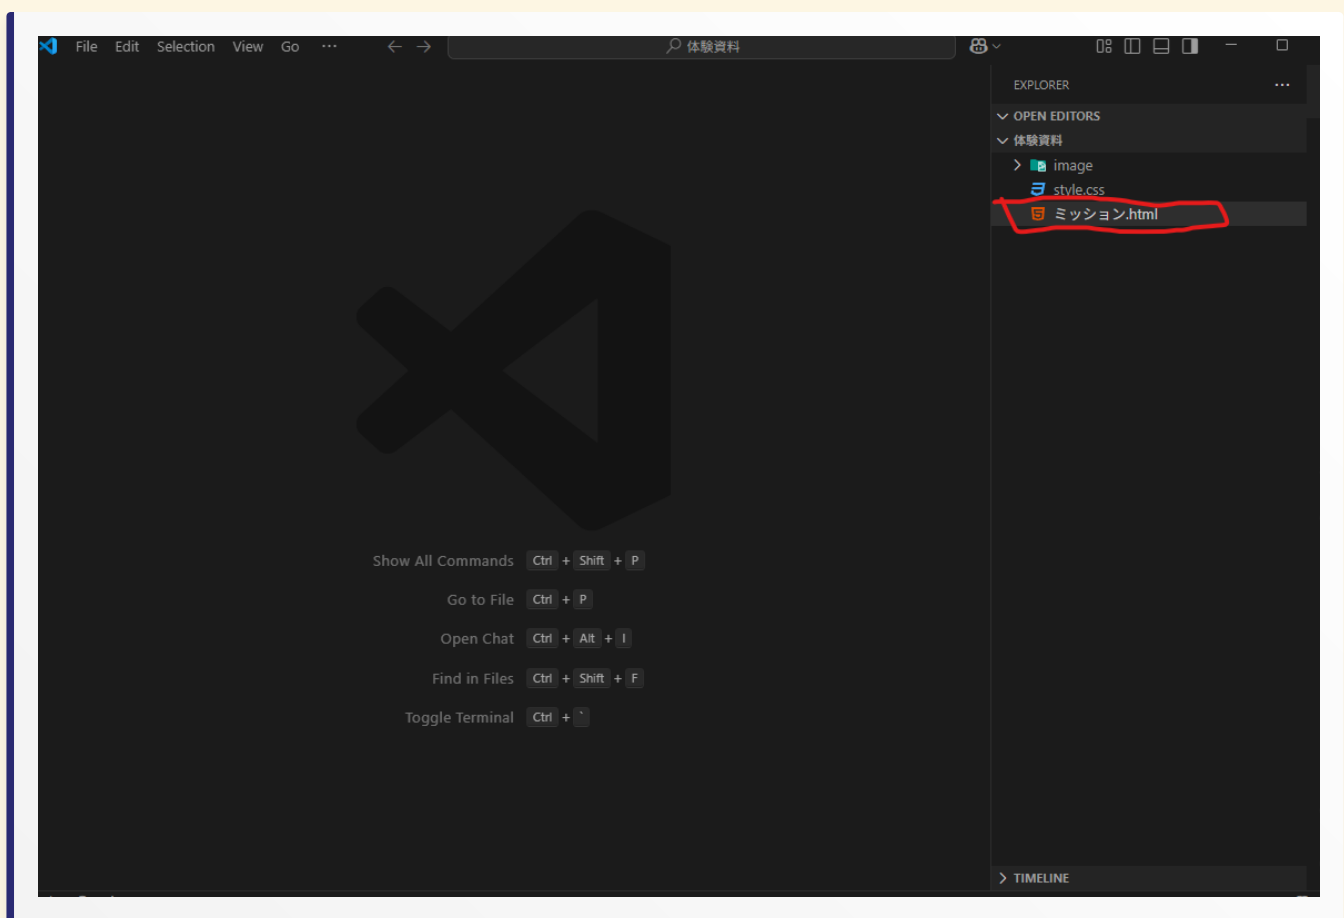 File Edit Selection View Go ··· ← → 体験資料
EXPLORER ···
OPEN EDITORS
体験資料
image
style.css
ミッション.html
Show All Commands Ctrl + Shift + P
Go to File Ctrl + P
Open Chat Ctrl + Alt + I
Find in Files Ctrl + Shift + F
Toggle Terminal Ctrl + `
TIMELINE